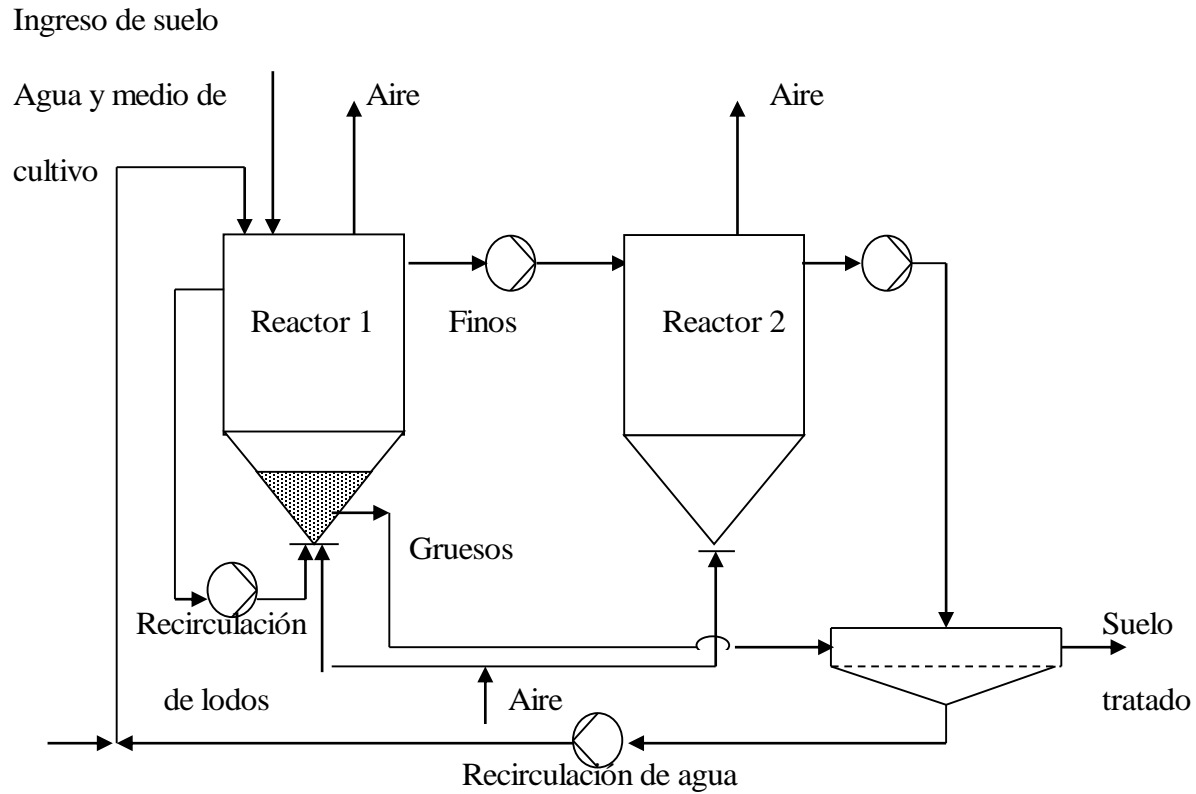 Ingreso de suelo
Agua y medio de
cultivo
Aire
Aire
Reactor 1
Finos
Reactor 2
Gruesos
Recirculación
de lodos
Aire
Suelo
tratado
Recirculación de agua